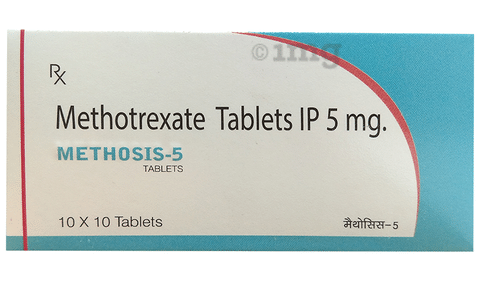 ©1mg
Rx
Methotrexate Tablets IP 5 mg.
METHOSIS-5
TABLETS
10 X 10 Tablets
मैथोसिस-5